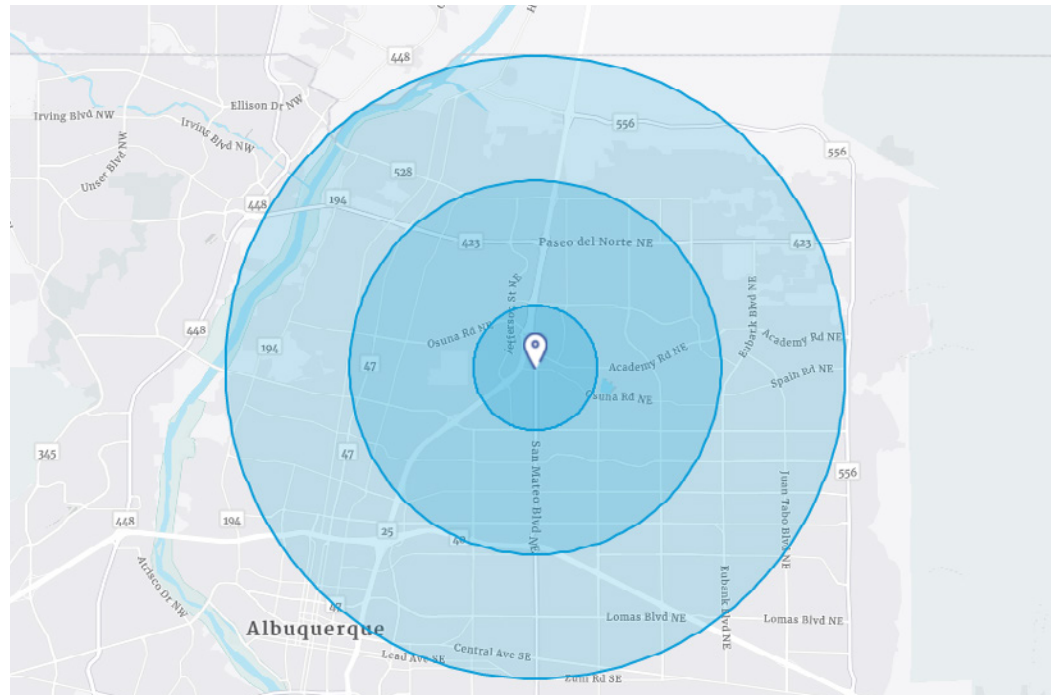 448
Ellison Dr NW
Irving Blvd NW
Irving Blvd NW
Unser Blvd NW
556
556
528
194
448
423
Paseo del Norte NE
423
Jefferson St NE
Eubank Blvd NE
Osuna Rd NE
448
194
47
Academy Rd NE
Academy Rd NE
Spain Rd NE
Osuna Rd NE
San Mateo Blvd NE
345
47
556
Juan Tabo Blvd NE
448
194
25
40
Atrisco Dr NW
Eubank Blvd NE
47
Lomas Blvd NE
Lomas Blvd NE
Albuquerque
Lead Ave SE
Central Ave SE
Zuni Rd SE